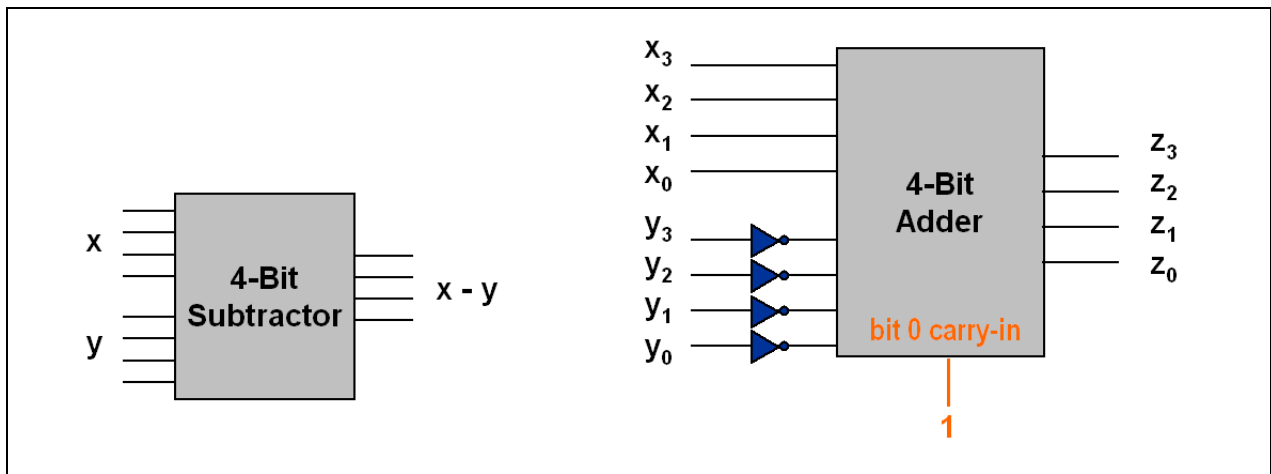 x
y
4-Bit
Subtractor
x - y
x₃
x₂
x₁
x₀
y₃
y₂
y₁
y₀
4-Bit
Adder
bit 0 carry-in
1
z₃
z₂
z₁
z₀